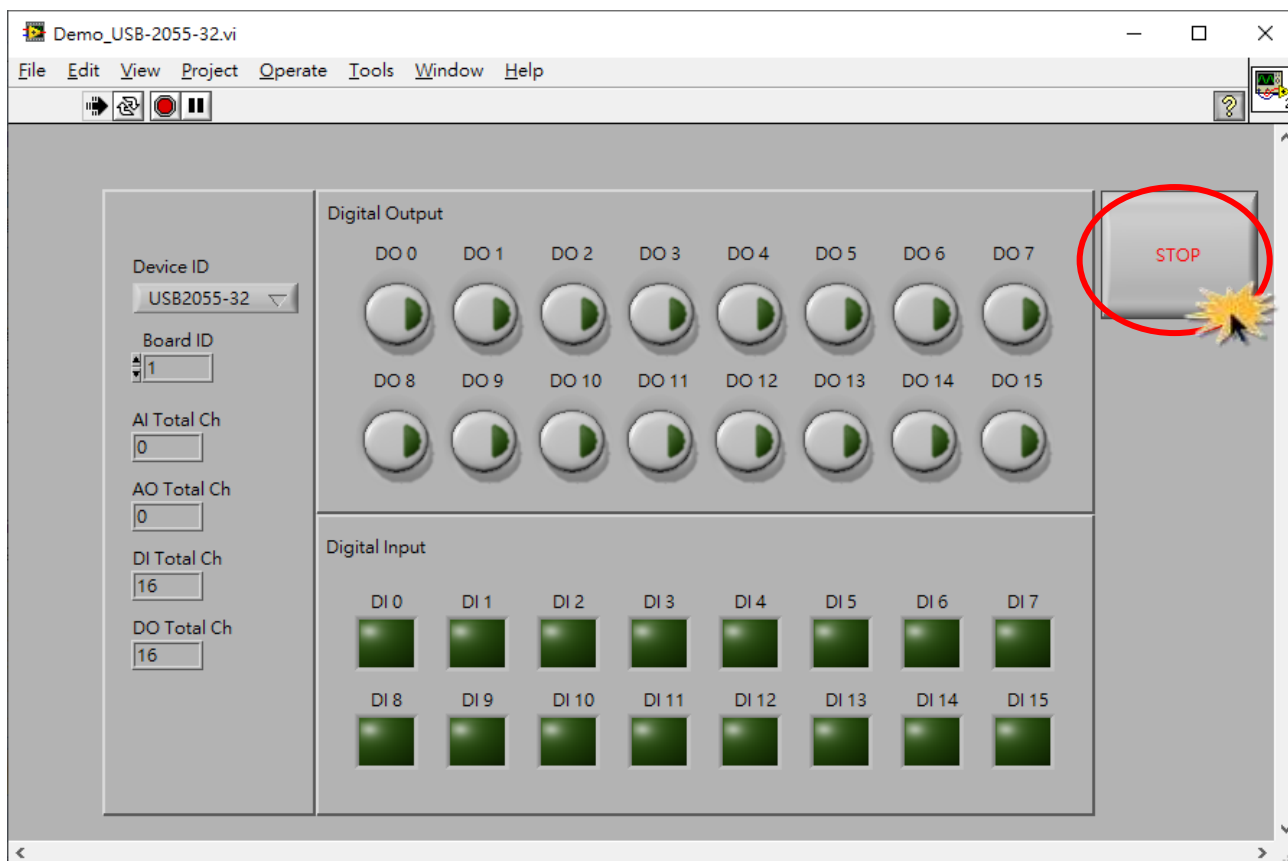 Demo_USB-2055-32.vi
File Edit View Project Operate Tools Window Help
Device ID
USB2055-32
Board ID
1
AI Total Ch
0
AO Total Ch
0
DI Total Ch
16
DO Total Ch
16
Digital Output
DO 0 DO 1 DO 2 DO 3 DO 4 DO 5 DO 6 DO 7
DO 8 DO 9 DO 10 DO 11 DO 12 DO 13 DO 14 DO 15
Digital Input
DI 0 DI 1 DI 2 DI 3 DI 4 DI 5 DI 6 DI 7
DI 8 DI 9 DI 10 DI 11 DI 12 DI 13 DI 14 DI 15
STOP